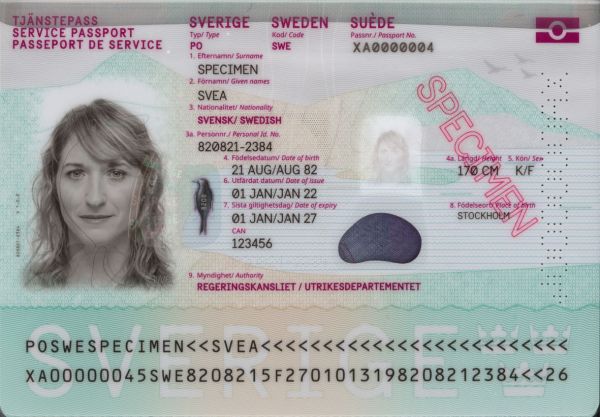 TJÄNSTEPASS
SERVICE PASSPORT
PASSEPORT DE SERVICE
SVERIGE SWEDEN SUÈDE
Typ/ Type Kod/ Code Passnr./ Passport No.
PO SWE XA0000004
1. Efternamn/ Surname
SPECIMEN
2. Förnamn/ Given names
SVEA
3. Nationalitet/ Nationality
SVENSK/ SWEDISH
3a. Personnr./ Personal Id. No.
820821-2384
4. Födelsedatum/ Date of birth 4a. Längd/ Height 5. Kön/ Sex
21 AUG/AUG 82 170 CM K/F
6. Utfärdat datum/ Date of issue
01 JAN/JAN 22
7. Sista giltighetsdag/ Date of expiry 8. Födelseort/ Place of birth
01 JAN/JAN 27 STOCKHOLM
CAN
123456
9. Myndighet/ Authority
REGERINGSKANSLIET / UTRIKESDEPARTEMENTET
SPECIMEN
SVERIGE
POSWESPECIMEN<<SVEA<<<<<<<<<<<<<<<<<<<<<<<<<
XA00000045SWE8208215F2701013198208212384<<26